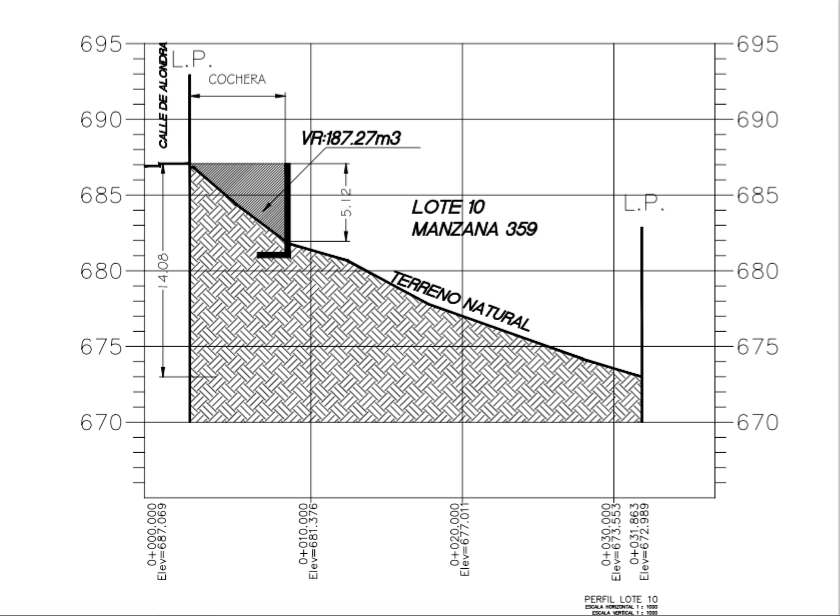 695
695
L.P.
CALLE DE ALONDRA
COCHERA
690
690
VR:187.27m3
685
685
5.12
LOTE 10
MANZANA 359
L.P.
14.08
680
680
TERRENO NATURAL
675
675
670
670
0+000.000
Elev=687.069
0+010.000
Elev=681.376
0+020.000
Elev=677.011
0+030.000
Elev=673.553
0+031.863
Elev=672.989
PERFIL LOTE 10
ESCALA HORIZONTAL 1 : 1000
ESCALA VERTICAL 1 : 1000